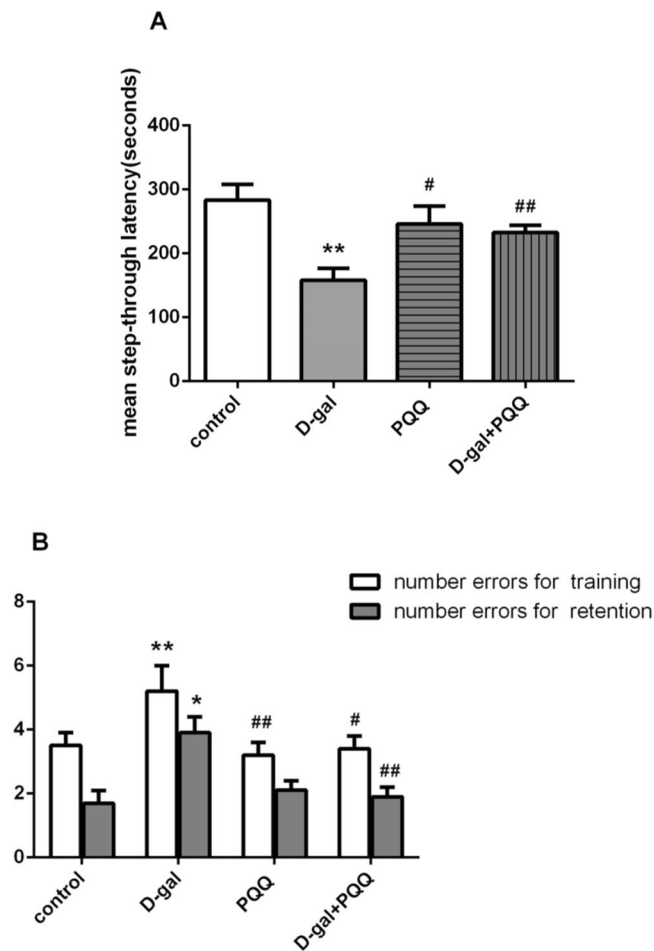 A
mean step-through latency(seconds)
400
300
200
100
0
**
#
##
control
D-gal
PQQ
D-gal+PQQ
B
number errors for training
number errors for retention
8
6
4
2
0
**
*
##
#
##
control
D-gal
PQQ
D-gal+PQQ